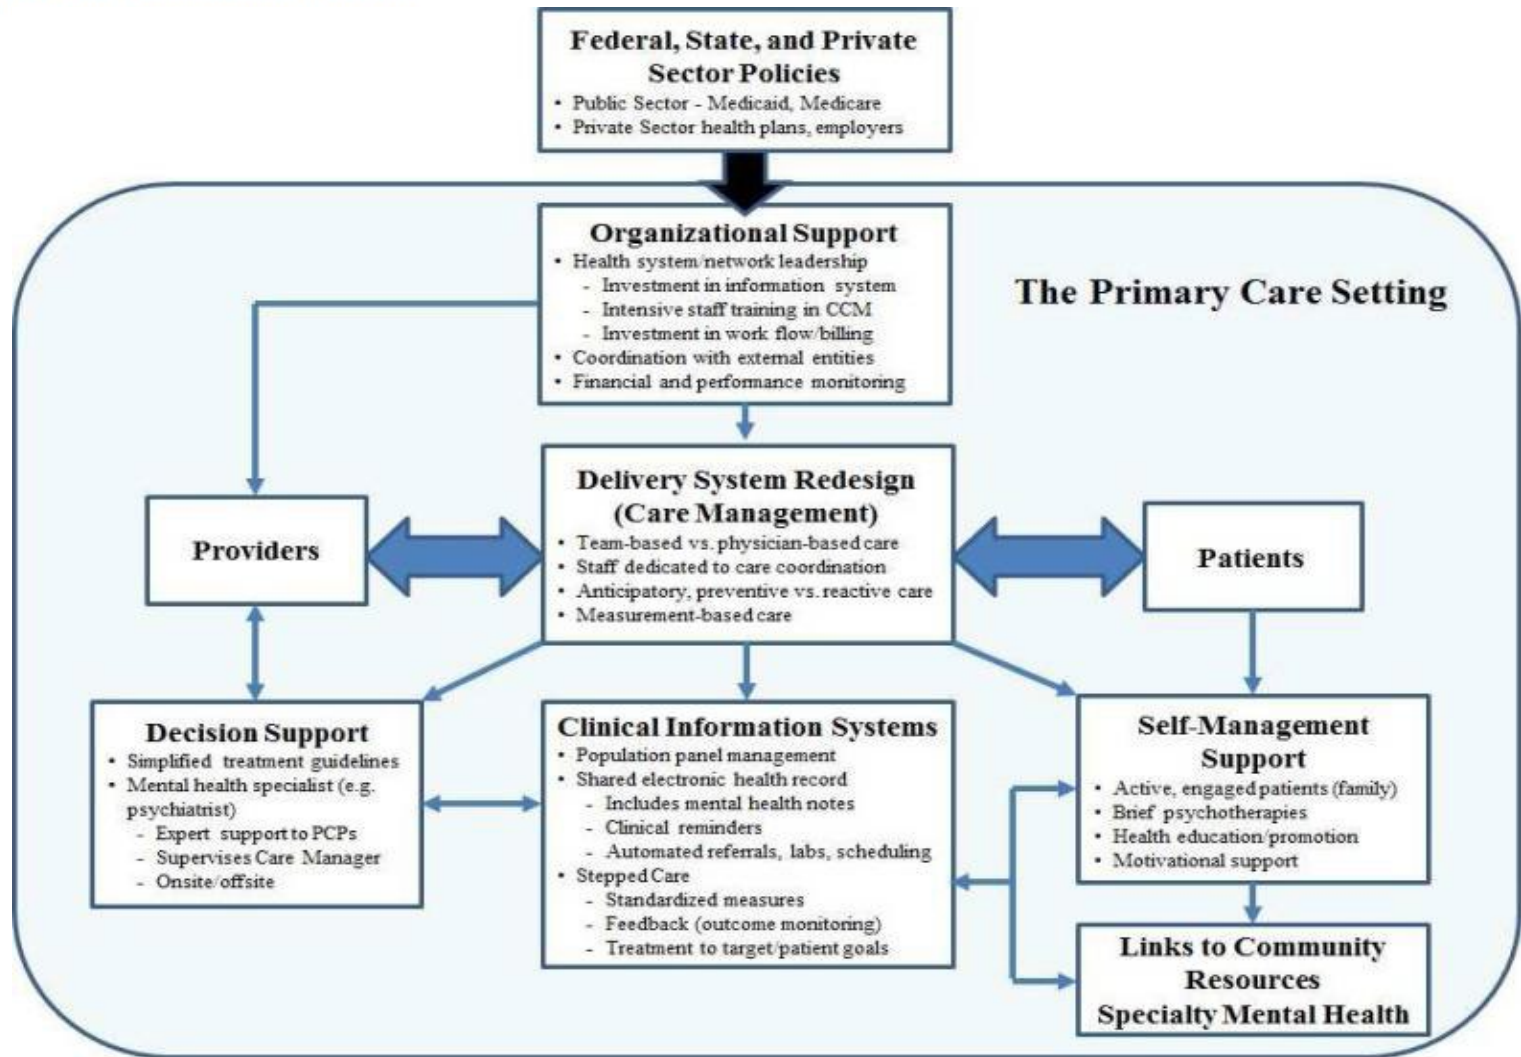 Federal, State, and Private
Sector Policies
• Public Sector - Medicaid, Medicare
• Private Sector health plans, employers
Organizational Support
• Health system/network leadership
- Investment in information system
- Intensive staff training in CCM
- Investment in work flow/billing
• Coordination with external entities
• Financial and performance monitoring
The Primary Care Setting
Providers
Delivery System Redesign
(Care Management)
• Team-based vs. physician-based care
• Staff dedicated to care coordination
• Anticipatory, preventive vs. reactive care
• Measurement-based care
Patients
Decision Support
• Simplified treatment guidelines
• Mental health specialist (e.g.
psychiatrist)
- Expert support to PCPs
- Supervises Care Manager
- Onsite/offsite
Clinical Information Systems
• Population panel management
• Shared electronic health record
- Includes mental health notes
- Clinical reminders
- Automated referrals, labs, scheduling
• Stepped Care
- Standardized measures
- Feedback (outcome monitoring)
- Treatment to target/patient goals
Self-Management
Support
• Active, engaged patients (family)
• Brief psychotherapies
• Health education/promotion
• Motivational support
Links to Community
Resources
Specialty Mental Health